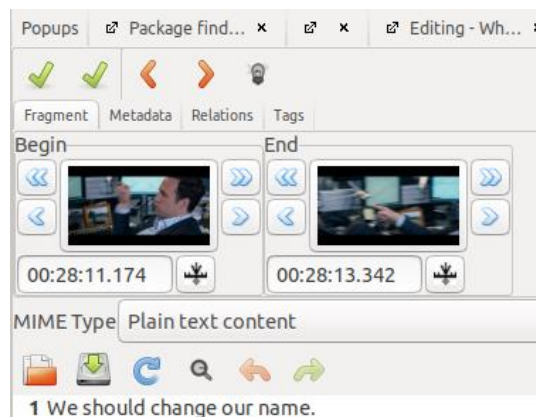 Popups Package find... × × Editing - Wh...
Fragment Metadata Relations Tags
Begin End
00:28:11.174 00:28:13.342
MIME Type Plain text content
1 We should change our name.